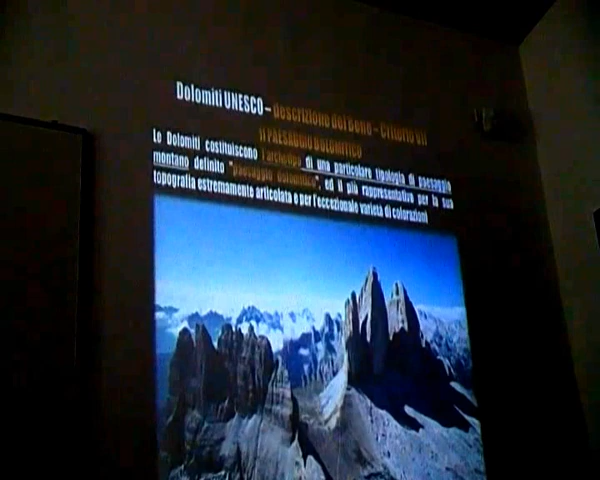 Dolomiti UNESCO – descrizione del Bene – Criterio VII
il PAESAGGIO DOLOMITICO
Le Dolomiti costituiscono l'archetipo di una particolare tipologia di paesaggio
montano definito "paesaggio dolomitico", ed il più rappresentativo per la sua
topografia estremamente articolata e per l'eccezionale varietà di colorazioni